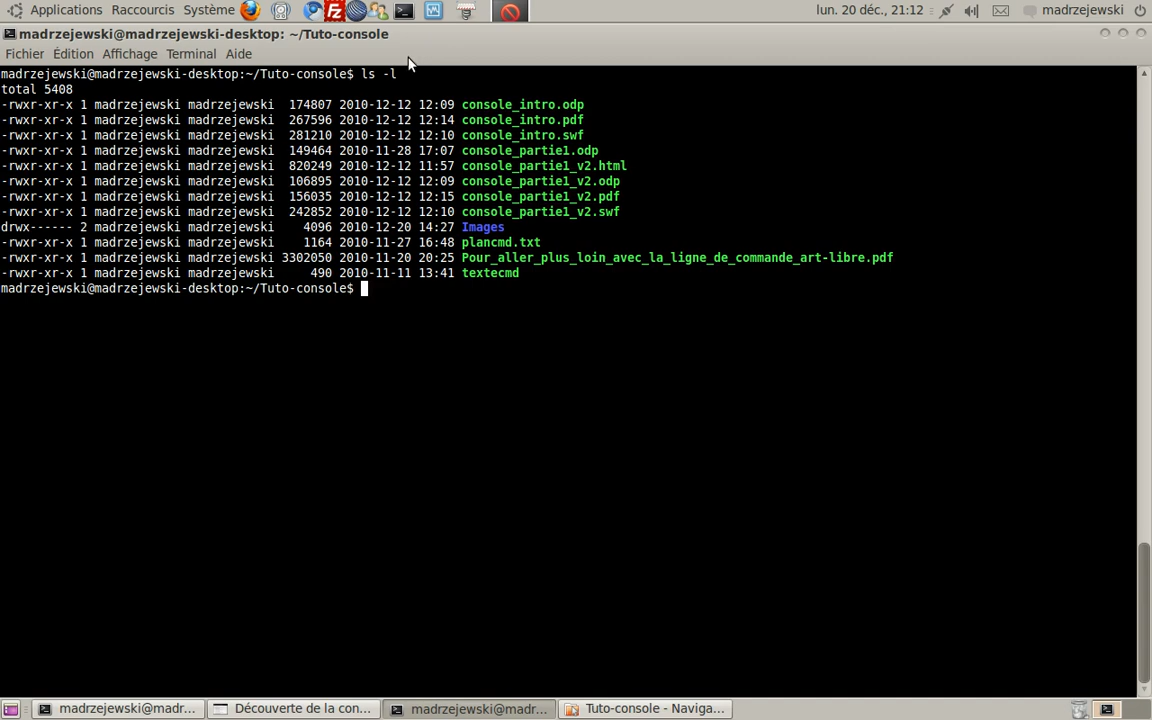 Applications Raccourcis Système lun. 20 déc., 21:12 madrzejewski
madrzejewski@madrzejewski-desktop: ~/Tuto-console
Fichier Édition Affichage Terminal Aide
madrzejewski@madrzejewski-desktop:~/Tuto-console$ ls -l
total 5408
-rwxr-xr-x 1 madrzejewski madrzejewski  174807 2010-12-12 12:09 console_intro.odp
-rwxr-xr-x 1 madrzejewski madrzejewski  267596 2010-12-12 12:14 console_intro.pdf
-rwxr-xr-x 1 madrzejewski madrzejewski  281210 2010-12-12 12:10 console_intro.swf
-rwxr-xr-x 1 madrzejewski madrzejewski  149464 2010-11-28 17:07 console_partie1.odp
-rwxr-xr-x 1 madrzejewski madrzejewski  820249 2010-12-12 11:57 console_partie1_v2.html
-rwxr-xr-x 1 madrzejewski madrzejewski  106895 2010-12-12 12:09 console_partie1_v2.odp
-rwxr-xr-x 1 madrzejewski madrzejewski  156035 2010-12-12 12:15 console_partie1_v2.pdf
-rwxr-xr-x 1 madrzejewski madrzejewski  242852 2010-12-12 12:10 console_partie1_v2.swf
drwx------ 2 madrzejewski madrzejewski    4096 2010-12-20 14:27 Images
-rwxr-xr-x 1 madrzejewski madrzejewski    1164 2010-11-27 16:48 plancmd.txt
-rwxr-xr-x 1 madrzejewski madrzejewski 3302050 2010-11-20 20:25 Pour_aller_plus_loin_avec_la_ligne_de_commande_art-libre.pdf
-rwxr-xr-x 1 madrzejewski madrzejewski     490 2010-11-11 13:41 textecmd
madrzejewski@madrzejewski-desktop:~/Tuto-console$
madrzejewski@madr... Découverte de la con... madrzejewski@madr... Tuto-console - Naviga...